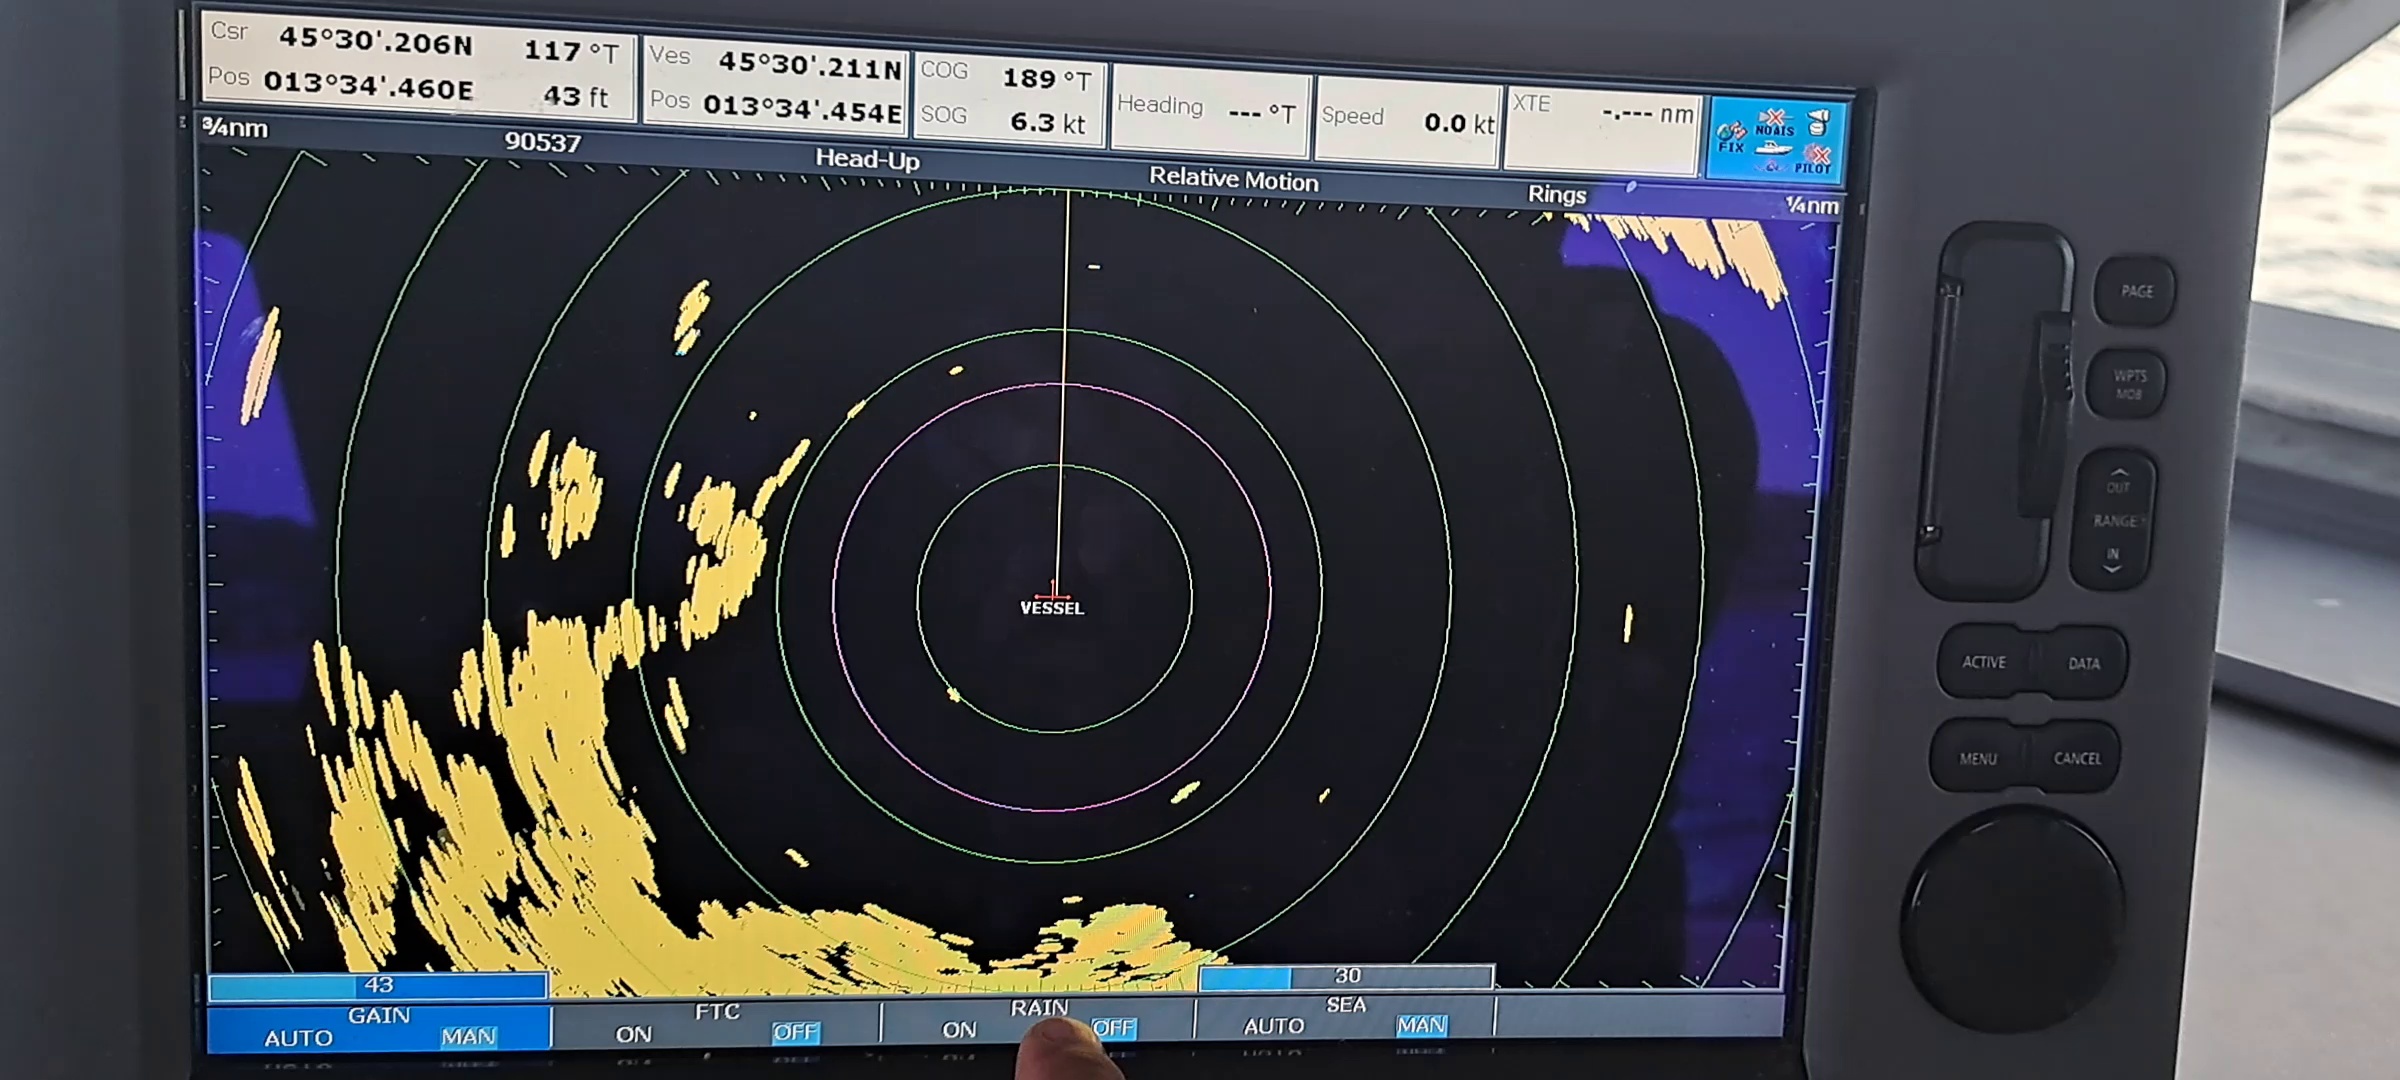 Csr 45°30'.206N 117 °T
Pos 013°34'.460E 43 ft
Ves 45°30'.211N
Pos 013°34'.454E
COG 189 °T
SOG 6.3 kt
Heading --- °T
Speed 0.0 kt
XTE -.--- nm
NOAIS
FIX
PILOT
¾nm 90537 Head-Up Relative Motion Rings ¼nm
VESSEL
PAGE
WPTS
MOB
OUT
RANGE
IN
ACTIVE DATA
MENU CANCEL
43 30
GAIN FTC RAIN SEA
AUTO MAN ON OFF ON OFF AUTO MAN